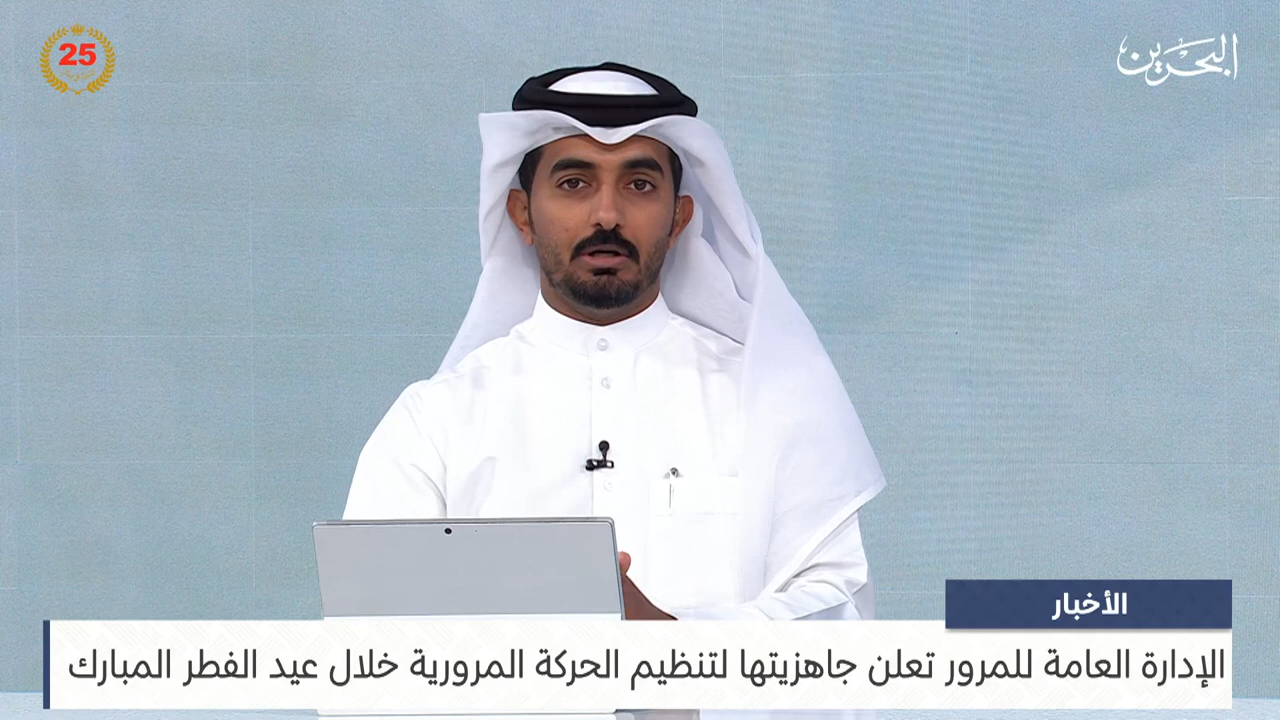 25
البحرين
الأخبار
الإدارة العامة للمرور تعلن جاهزيتها لتنظيم الحركة المرورية خلال عيد الفطر المبارك